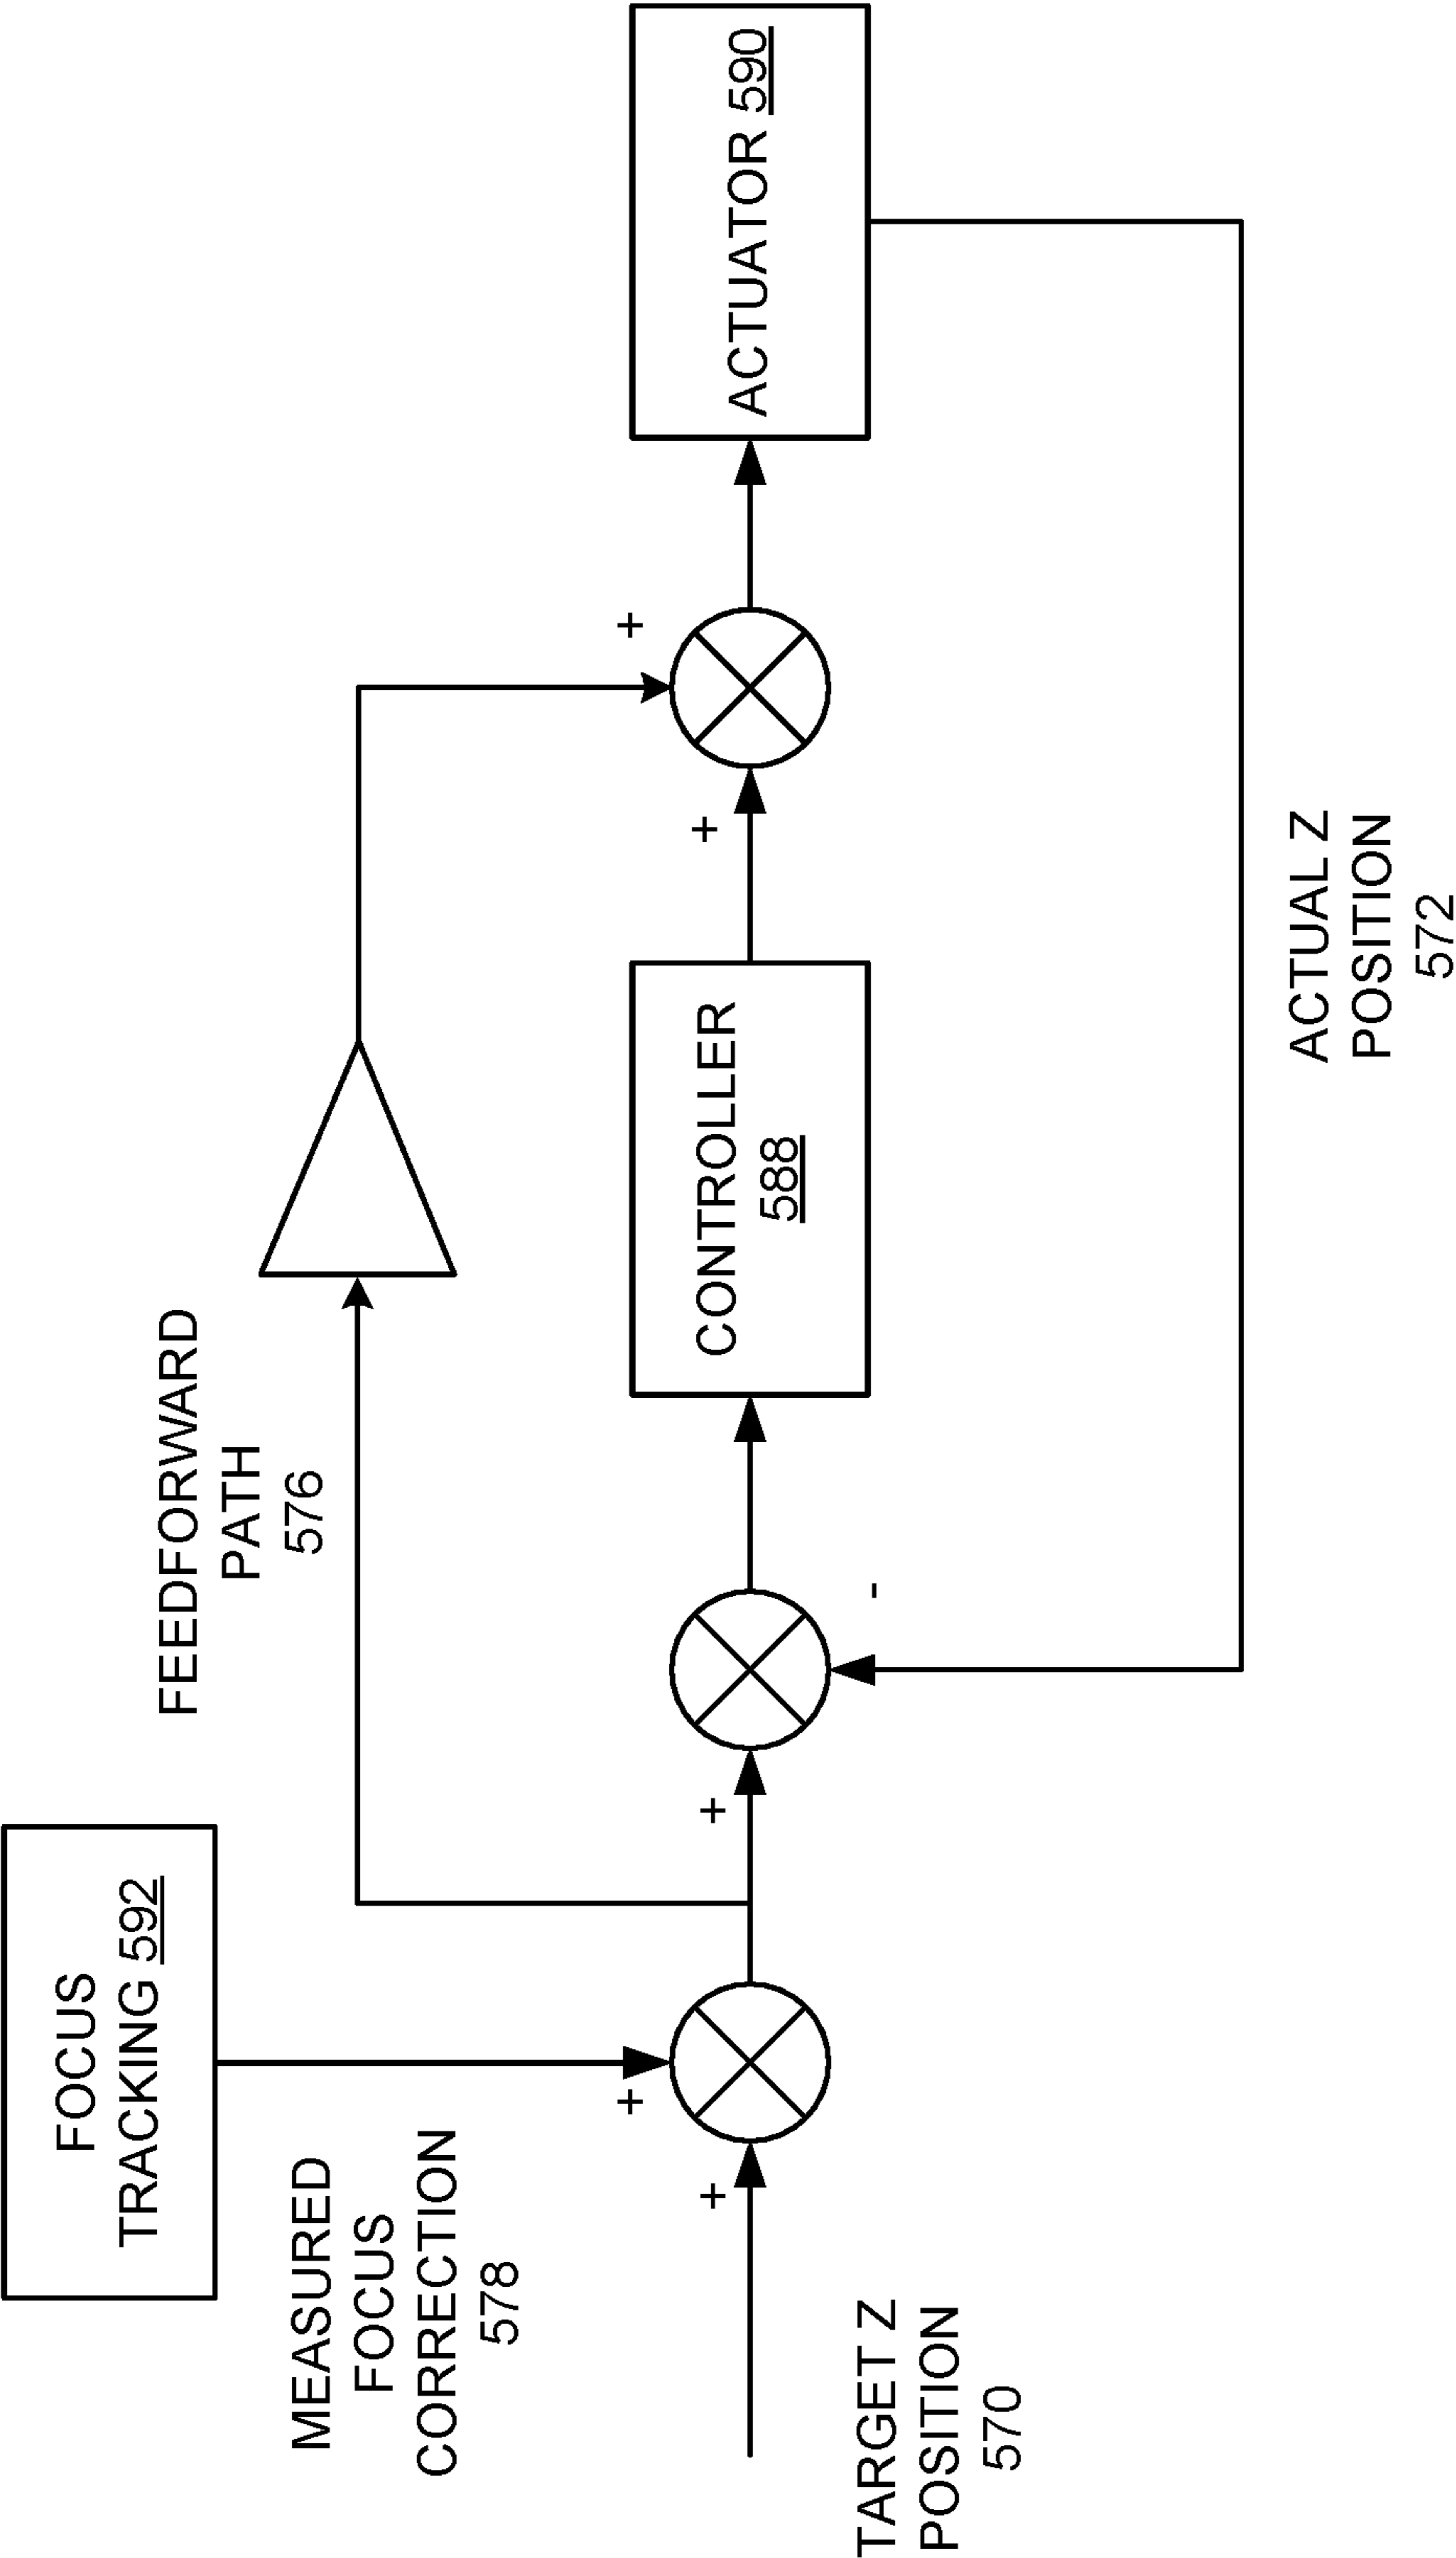 FOCUS
TRACKING 592
MEASURED
FOCUS
CORRECTION
578
FEEDFORWARD
PATH
576
+
+
+
-
+
+
TARGET Z
POSITION
570
CONTROLLER
588
ACTUATOR 590
ACTUAL Z
POSITION
572